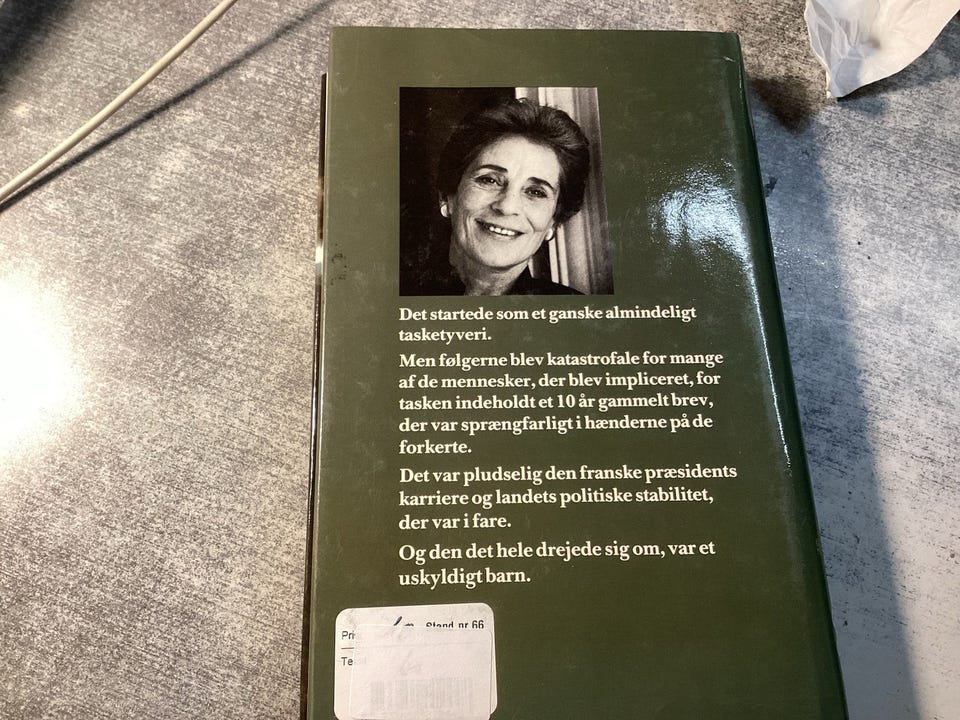 Det startede som et ganske almindeligt
tasketyveri.
Men følgerne blev katastrofale for mange
af de mennesker, der blev impliceret, for
tasken indeholdt et 10 år gammelt brev,
der var sprængfarligt i hænderne på de
forkerte.
Det var pludselig den franske præsidents
karriere og landets politiske stabilitet,
der var i fare.
Og den det hele drejede sig om, var et
uskyldigt barn.
Stand nr 66